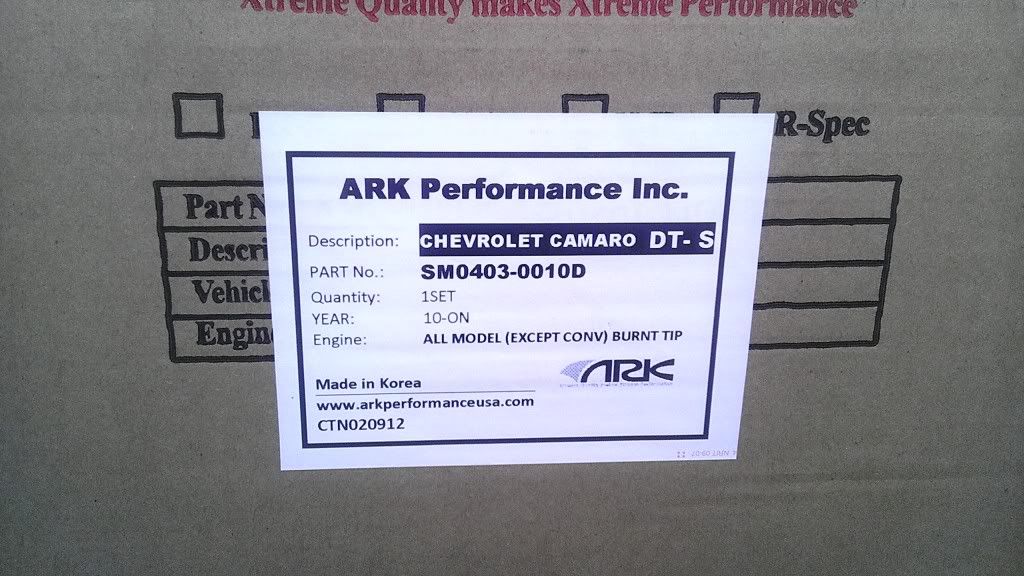 Xtreme Quality makes Xtreme Performance
R-Spec
Part
Vehicl
Engin
ARK Performance Inc.
Description: CHEVROLET CAMARO DT- S
PART No.: SM0403-0010D
Quantity: 1SET
YEAR: 10-ON
Engine: ALL MODEL (EXCEPT CONV) BURNT TIP
ARK
Made in Korea
www.arkperformanceusa.com
CTN020912